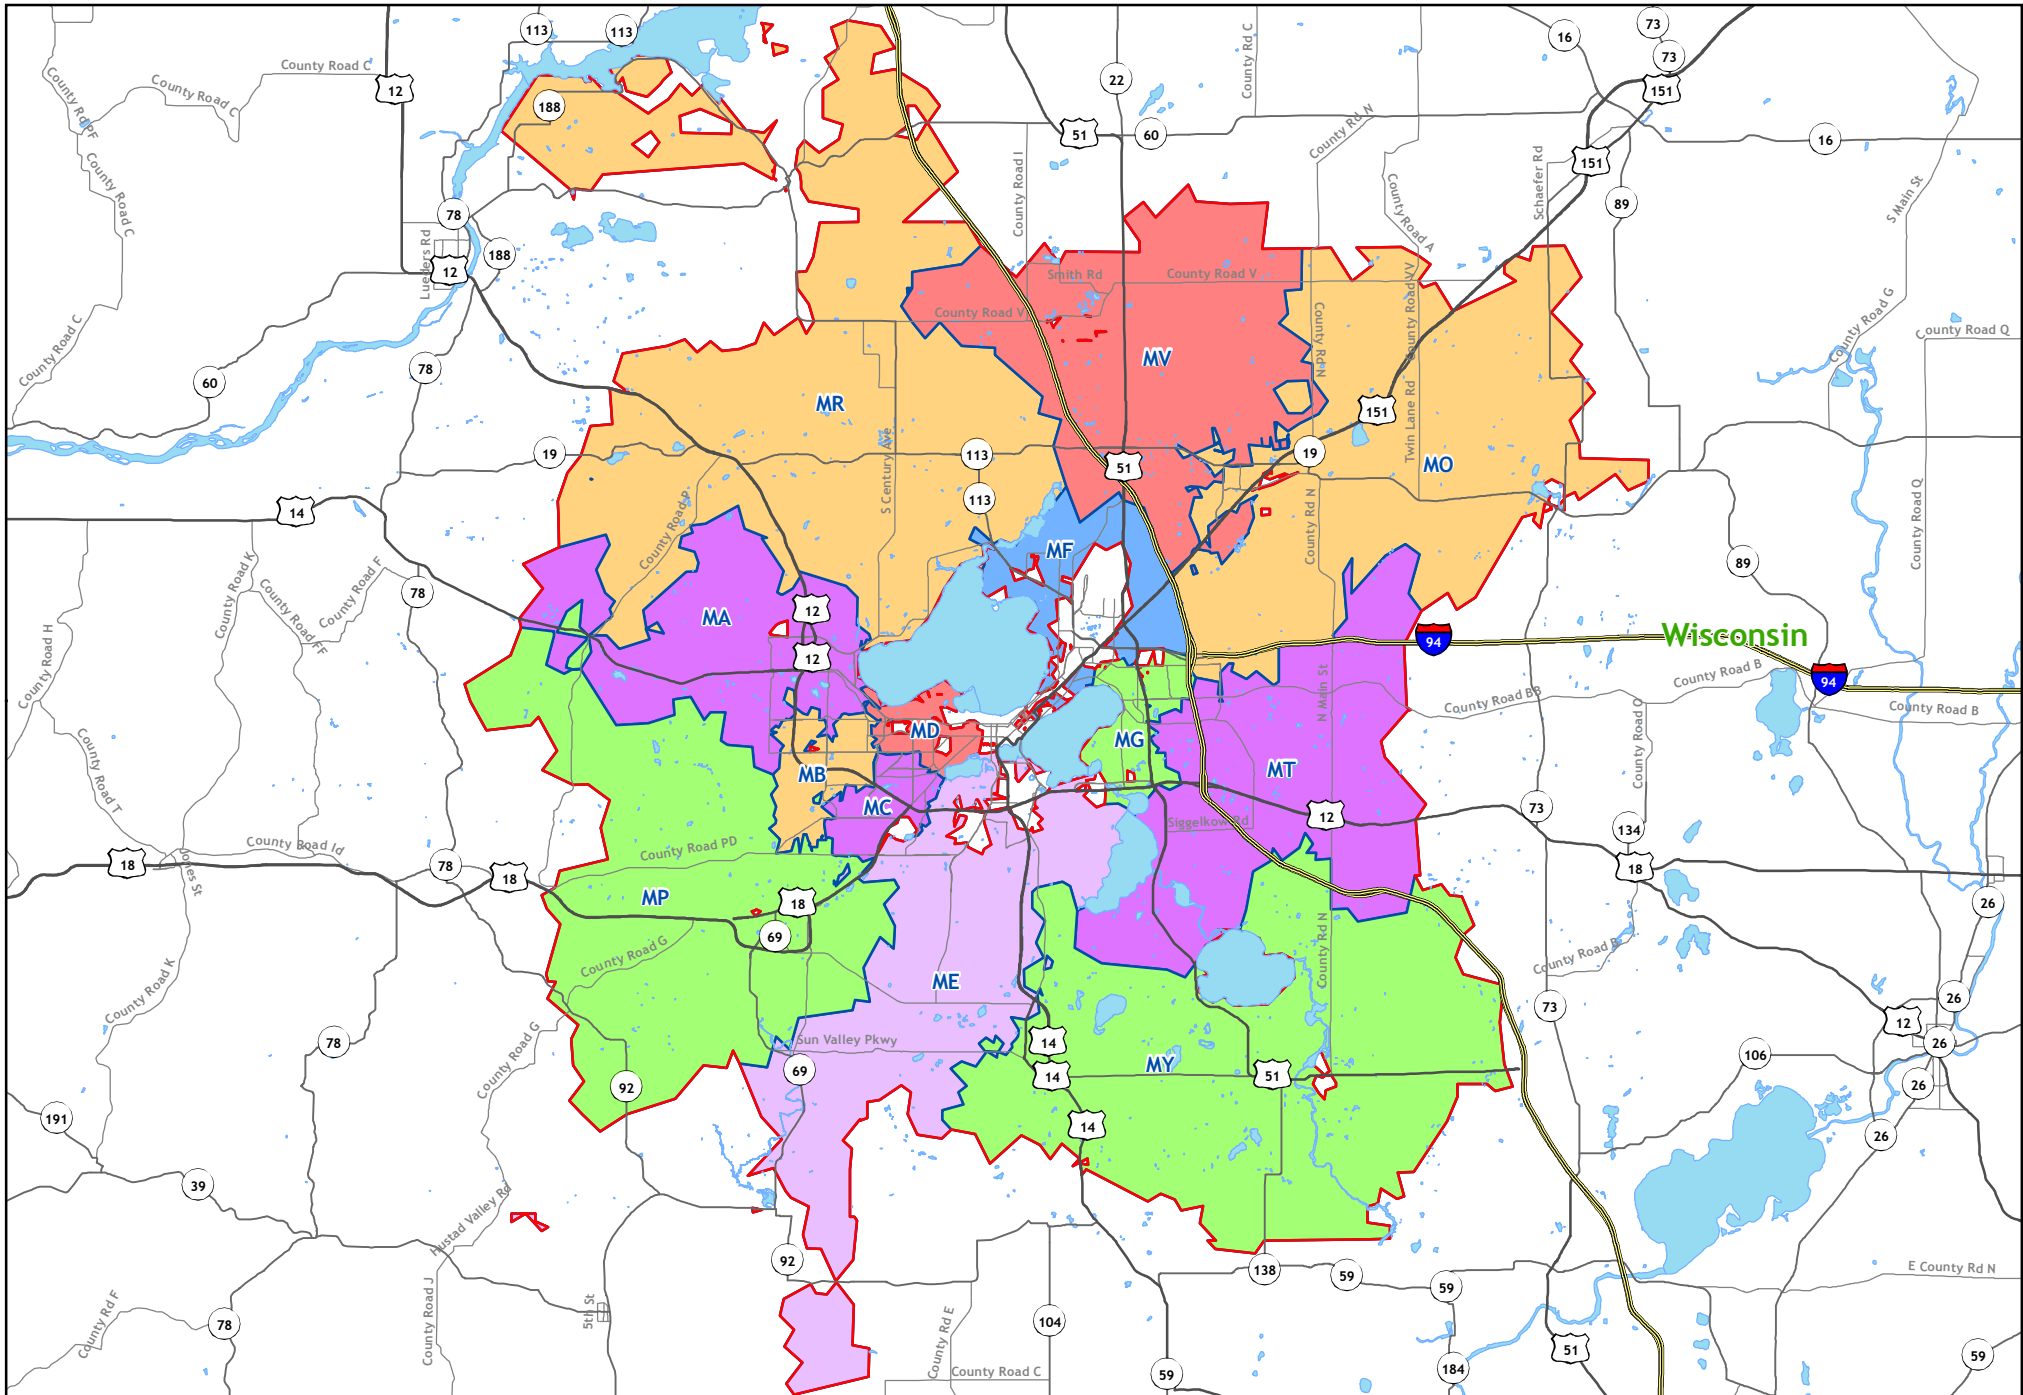 113
113
73
16
73
22
County Rd C
County Road C
County Road C
County Rd PF
12
151
188
51
60
County Rd N
16
151
County Road C
County Road I
Schaefer Rd
County Road A
S Main St
89
78
188
Lueders Rd
12
Smith Rd
County Road V
County Road VV
County Road G
County Road V
County Road Q
County Road C
County Rd N
MV
78
60
MR
151
Twin Lane Rd
S Century Ave
19
113
19
51
MO
113
County Road P
14
County Road Q
County Rd N
MF
County Road K
County Road F
89
78
County Road FF
12
MA
Wisconsin
94
County Road H
12
County Road B
94
N Main St
County Road BB
County Road Q
County Road B
MD
MG
County Road T
MB
MT
MC
73
12
Siggelkow Rd
134
County Road Id
County Road PD
18
78
18
18
Jones St
MP
18
26
69
County Road G
County Rd N
County Road B
County Road K
ME
26
73
12
78
Sun Valley Pkwy
14
26
106
County Road G
MY
69
14
51
92
26
191
14
26
39
Hustad Valley Rd
92
138
59
59
E County Rd N
County Rd F
County Road J
5th St
78
104
County Rd E
51
59
184
County Road C
59